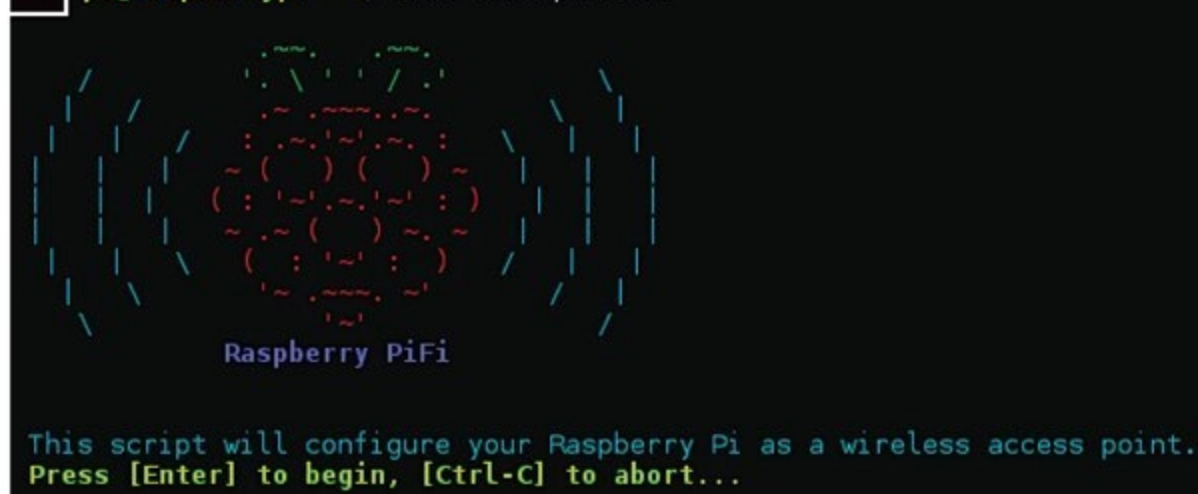 Raspberry PiFi
This script will configure your Raspberry Pi as a wireless access point.
Press [Enter] to begin, [Ctrl-C] to abort...